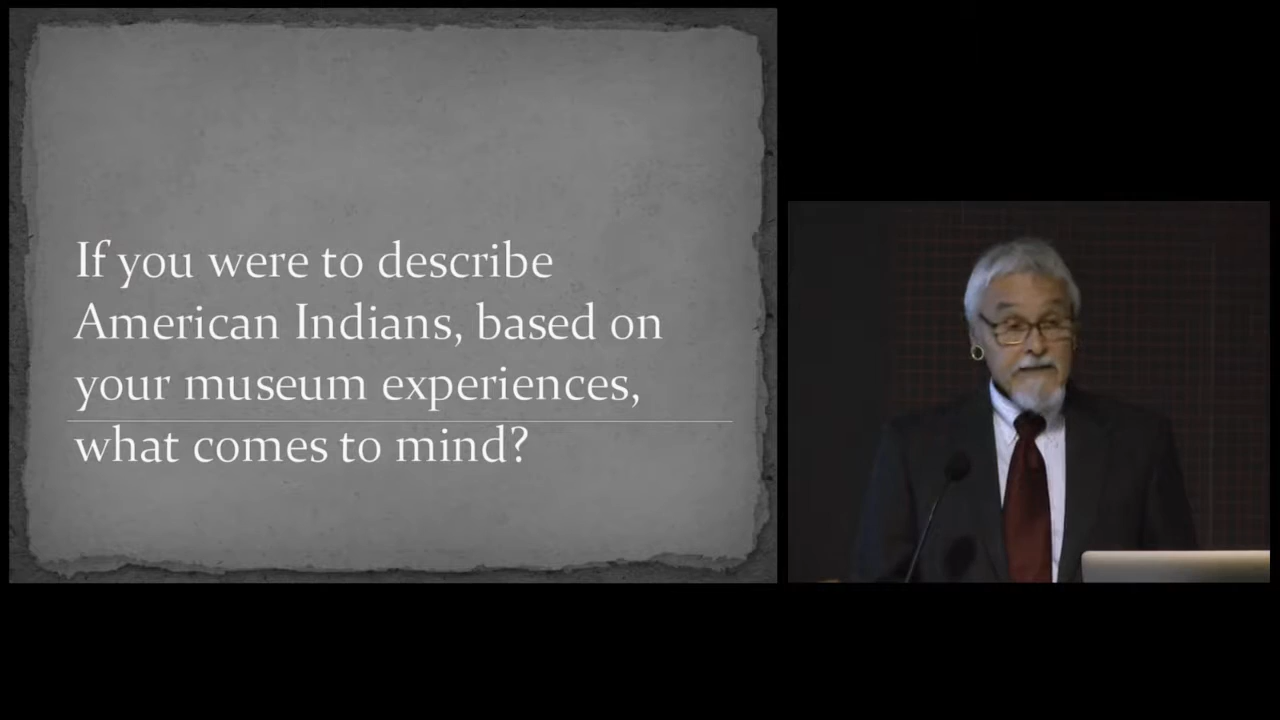 If you were to describe
American Indians, based on
your museum experiences,
what comes to mind?